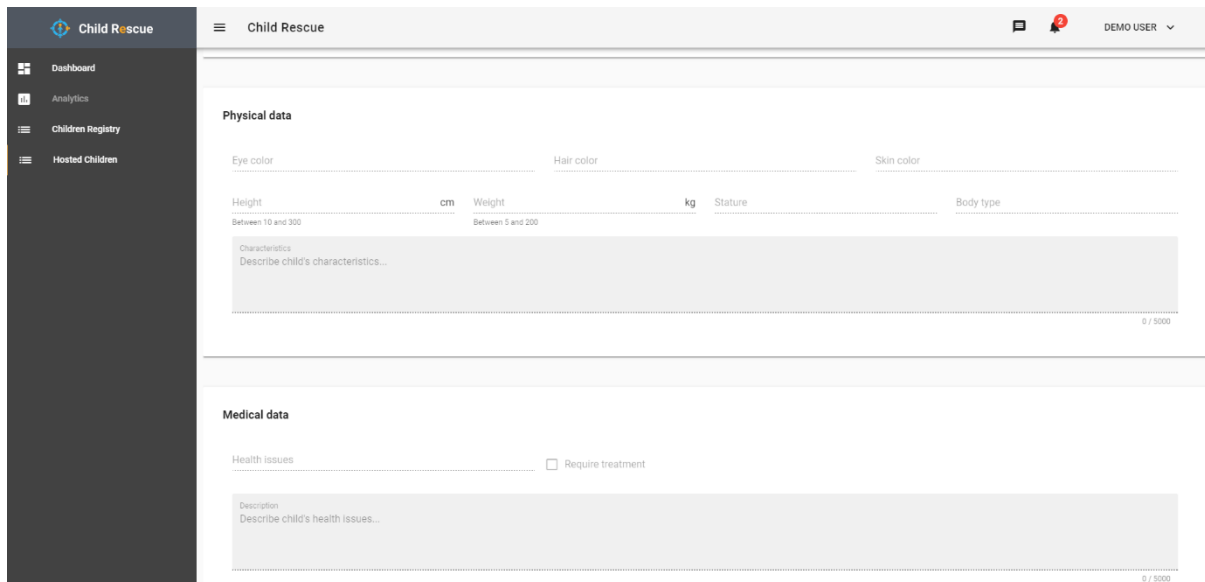 Child Rescue
Child Rescue
2
DEMO USER
Dashboard
Analytics
Children Registry
Hosted Children
Physical data
Eye color
Hair color
Skin color
Height
cm
Weight
kg
Stature
Body type
Between 10 and 300
Between 5 and 200
Characteristics
Describe child's characteristics...
0 / 5000
Medical data
Health issues
Require treatment
Description
Describe child's health issues...
0 / 5000